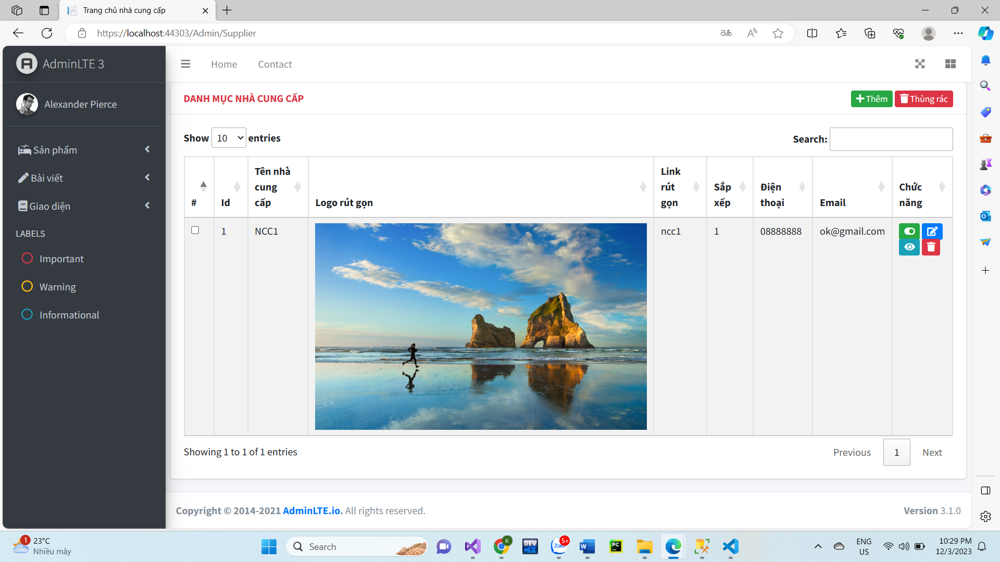 Trang chủ nhà cung cấp
https://localhost:44303/Admin/Supplier
AdminLTE 3
Home
Contact
Alexander Pierce
DANH MỤC NHÀ CUNG CẤP
Thêm
Thùng rác
Sản phẩm
Bài viết
Giao diện
LABELS
Important
Warning
Informational
Show 10 entries
Search:
#
Id
Tên nhà
cung
cấp
Logo rút gọn
Link
rút
gọn
Sắp
xếp
Điện
thoại
Email
Chức
năng
1
NCC1
ncc1
1
08888888
ok@gmail.com
Showing 1 to 1 of 1 entries
Previous
1
Next
Copyright © 2014-2021 AdminLTE.io. All rights reserved.
Version 3.1.0
1
23°C
Nhiều mây
Search
K
DEV
C++
5+
Zalo
W
PC
ENG
US
10:29 PM
12/3/2023